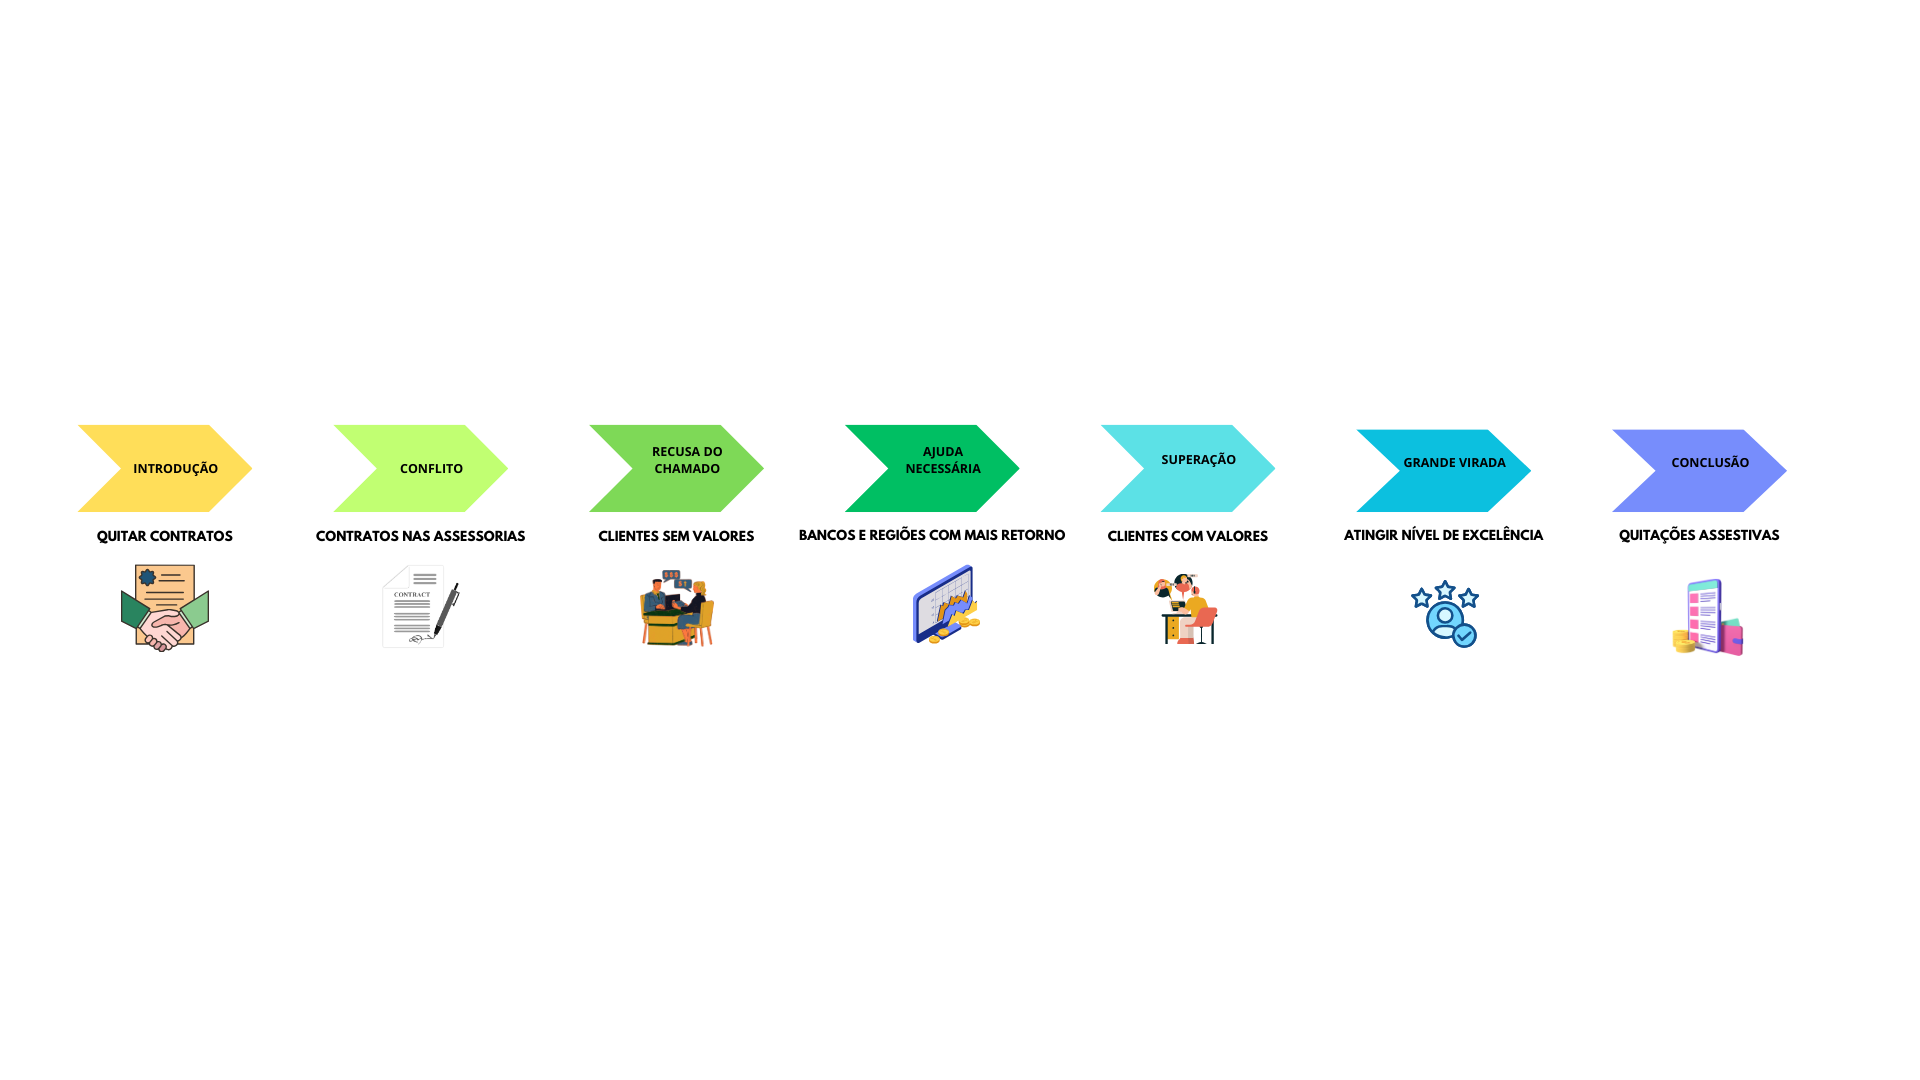 INTRODUÇÃO
CONFLITO
RECUSA DO
CHAMADO
AJUDA
NECESSÁRIA
SUPERAÇÃO
GRANDE VIRADA
CONCLUSÃO
QUITAR CONTRATOS
CONTRATOS NAS ASSESSORIAS
CLIENTES SEM VALORES
BANCOS E REGIÕES COM MAIS RETORNO
CLIENTES COM VALORES
ATINGIR NÍVEL DE EXCELÊNCIA
QUITAÇÕES ASSESTIVAS
CONTRACT